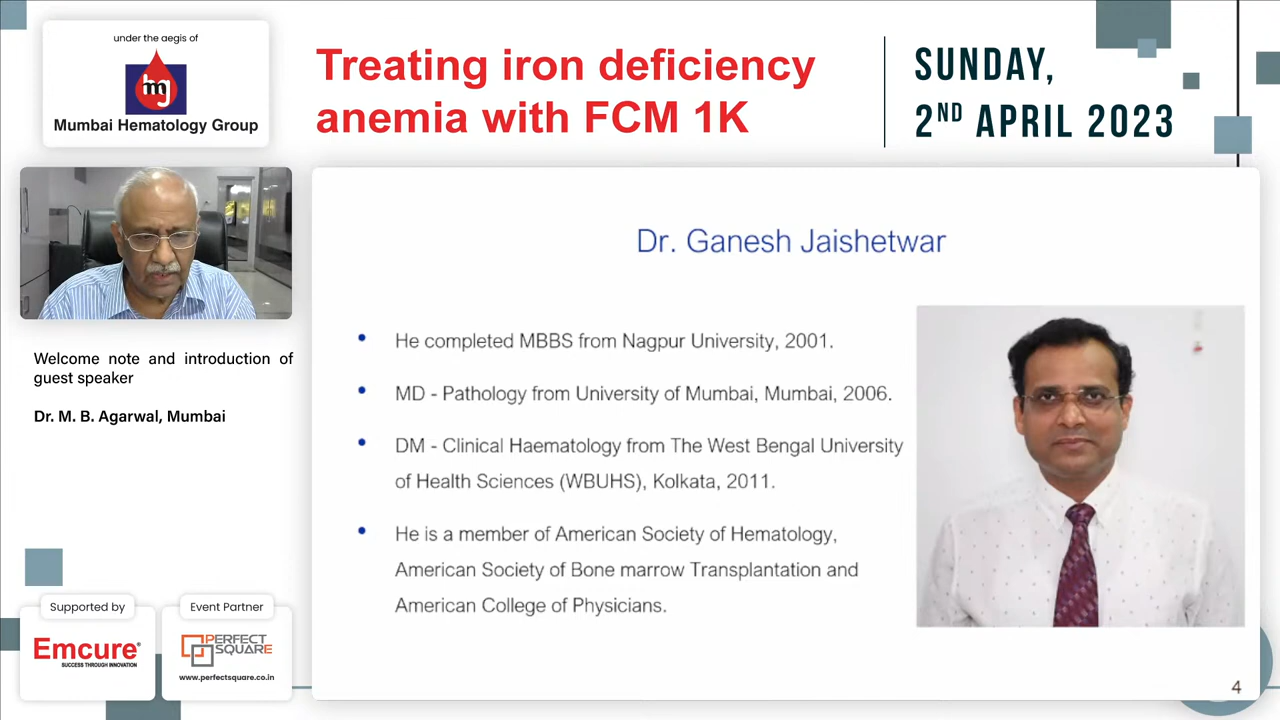 under the aegis of
mj
Mumbai Hematology Group
Treating iron deficiency
anemia with FCM 1K
SUNDAY,
2ND APRIL 2023
Welcome note and introduction of
guest speaker
Dr. M. B. Agarwal, Mumbai
Dr. Ganesh Jaishetwar
• He completed MBBS from Nagpur University, 2001.
• MD - Pathology from University of Mumbai, Mumbai, 2006.
• DM - Clinical Haematology from The West Bengal University
of Health Sciences (WBUHS), Kolkata, 2011.
• He is a member of American Society of Hematology,
American Society of Bone marrow Transplantation and
American College of Physicians.
4
Supported by
Emcure®
SUCCESS THROUGH INNOVATION
Event Partner
PERFECT
SQUARE
www.perfectsquare.co.in